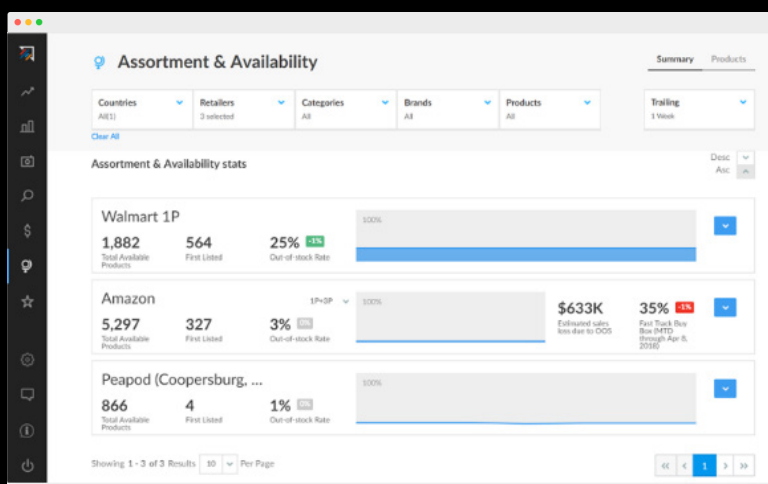 Assortment & Availability
Summary Products
Countries Retailers Categories Brands Products Trailing
All(1) 3 selected All All All 1 Week
Clear All
Assortment & Availability stats
Desc
Asc
Walmart 1P
100%
1,882 564 25% -1%
Total Available Products First Listed Out-of-stock Rate
Amazon
1P+3P
100%
$633K 35% -1%
5,297 327 3% 0%
Estimated sales loss due to OOS
Fast Track Buy Box (MTD through Apr 8, 2018)
Total Available Products First Listed Out-of-stock Rate
Peapod (Coopersburg, ...
100%
866 4 1% 0%
Total Available Products First Listed Out-of-stock Rate
Showing 1 - 3 of 3 Results 10 Per Page
« < 1 > »